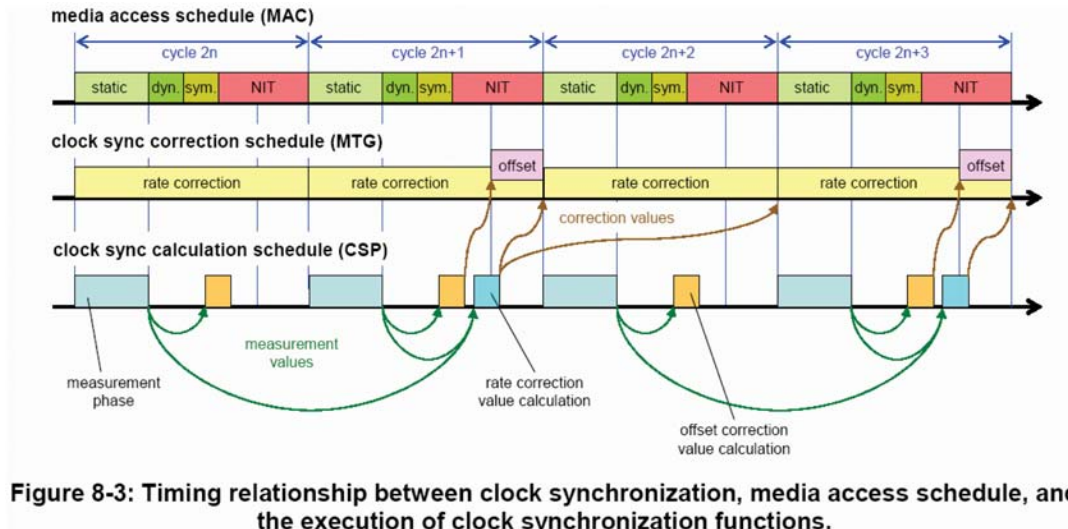 media access schedule (MAC)
cycle 2n
cycle 2n+1
cycle 2n+2
cycle 2n+3
static
dyn.
sym.
NIT
static
dyn.
sym.
NIT
static
dyn.
sym.
NIT
static
dyn.
sym.
NIT
clock sync correction schedule (MTG)
offset
offset
rate correction
rate correction
rate correction
rate correction
correction values
clock sync calculation schedule (CSP)
measurement
values
measurement
phase
rate correction
value calculation
offset correction
value calculation
Figure 8-3: Timing relationship between clock synchronization, media access schedule, and
the execution of clock synchronization functions.